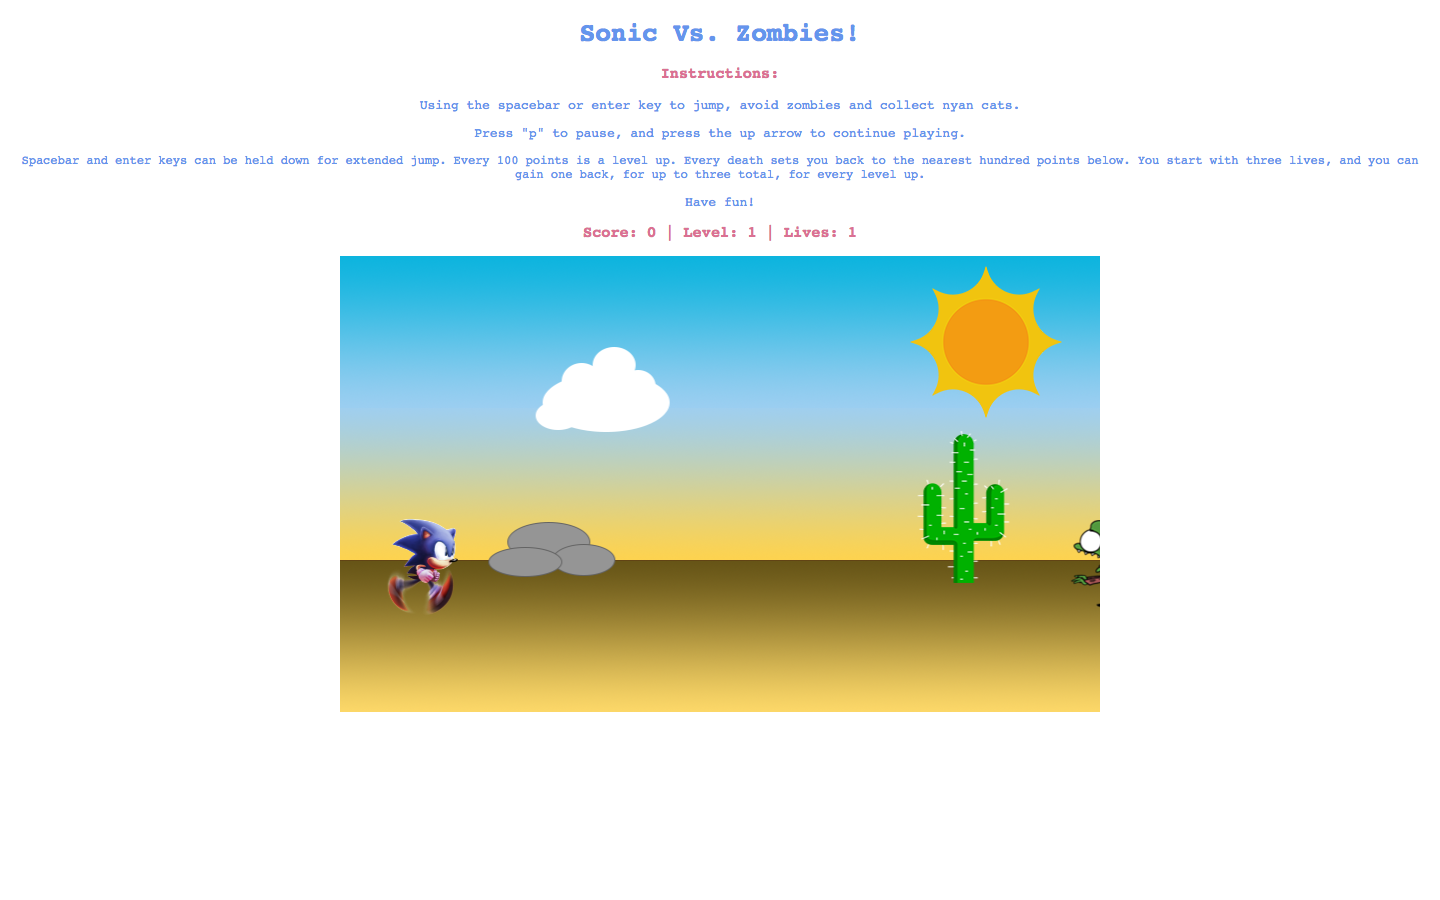 Sonic Vs. Zombies!
Instructions:
Using the spacebar or enter key to jump, avoid zombies and collect nyan cats.
Press "p" to pause, and press the up arrow to continue playing.
Spacebar and enter keys can be held down for extended jump. Every 100 points is a level up. Every death sets you back to the nearest hundred points below. You start with three lives, and you can
gain one back, for up to three total, for every level up.
Have fun!
Score: 0 | Level: 1 | Lives: 1